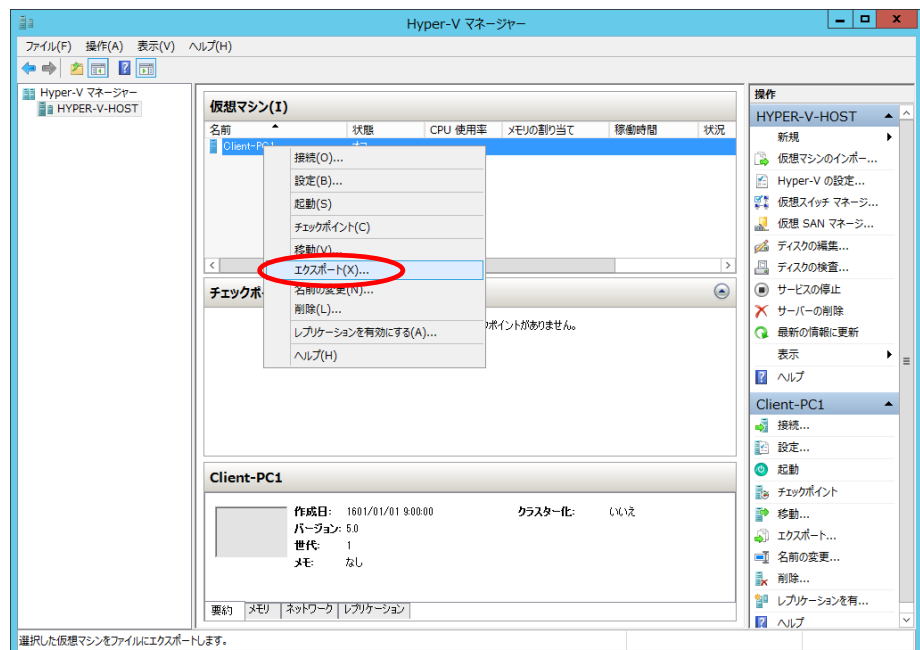 Hyper-V マネージャー
ファイル(F) 操作(A) 表示(V) ヘルプ(H)
Hyper-V マネージャー
HYPER-V-HOST
仮想マシン(I)
名前 状態 CPU 使用率 メモリの割り当て 稼働時間 状況
Client-PC1 オフ
接続(O)...
設定(B)...
起動(S)
チェックポイント(C)
移動(V)...
エクスポート(X)...
名前の変更(N)...
削除(L)...
レプリケーションを有効にする(A)...
ヘルプ(H)
チェックポ
ポイントがありません。
Client-PC1
作成日: 1601/01/01 9:00:00 クラスター化: いいえ
バージョン: 5.0
世代: 1
メモ: なし
要約 メモリ ネットワーク レプリケーション
操作
HYPER-V-HOST
新規
仮想マシンのインポー...
Hyper-V の設定...
仮想スイッチ マネージ...
仮想 SAN マネージ...
ディスクの編集...
ディスクの検査...
サービスの停止
サーバーの削除
最新の情報に更新
表示
ヘルプ
Client-PC1
接続...
設定...
起動
チェックポイント
移動...
エクスポート...
名前の変更...
削除...
レプリケーションを有...
ヘルプ
選択した仮想マシンをファイルにエクスポートします。